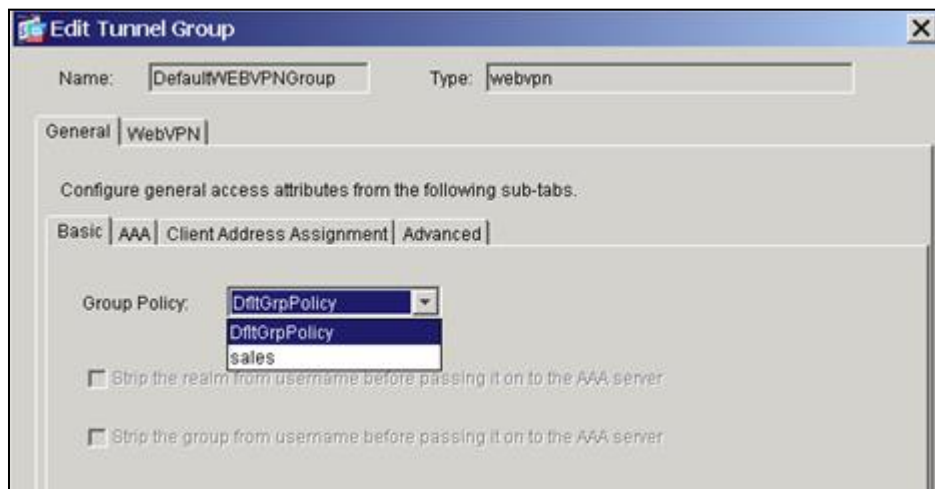 Edit Tunnel Group
Name: DefaultWEBVPNGroup Type: webvpn
General WebVPN
Configure general access attributes from the following sub-tabs.
Basic AAA Client Address Assignment Advanced
Group Policy: DfltGrpPolicy
DfltGrpPolicy
sales
Strip the realm from username before passing it on to the AAA server
Strip the group from username before passing it on to the AAA server